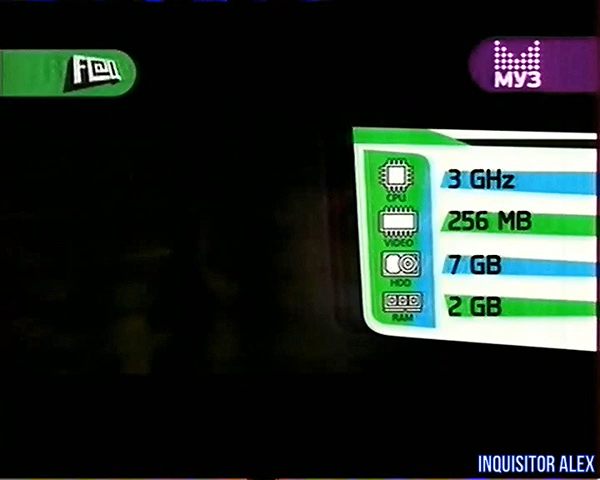 F@Q
МУЗ
CPU
3 GHz
VIDEO
256 MB
HDD
7 GB
RAM
2 GB
INQUISITOR ALEX